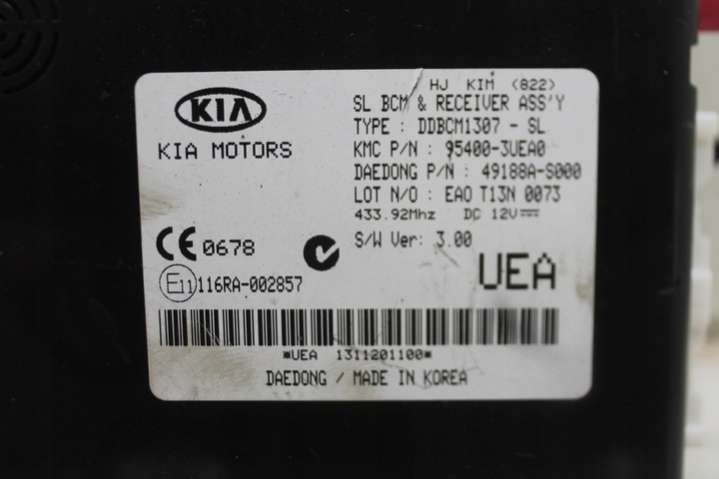 HJ KIM (822)
KIA
KIA MOTORS
SL BCM & RECEIVER ASS'Y
TYPE : DDBCM1307 - SL
KMC P/N : 95400-3UEA0
DAEDONG P/N : 49188A-S000
LOT N/O : EAO T13N 0073
433.92Mhz DC 12V
S/W Ver: 3.00
CE 0678
E11 116RA-002857
UEA
*UEA 1311201100*
DAEDONG / MADE IN KOREA